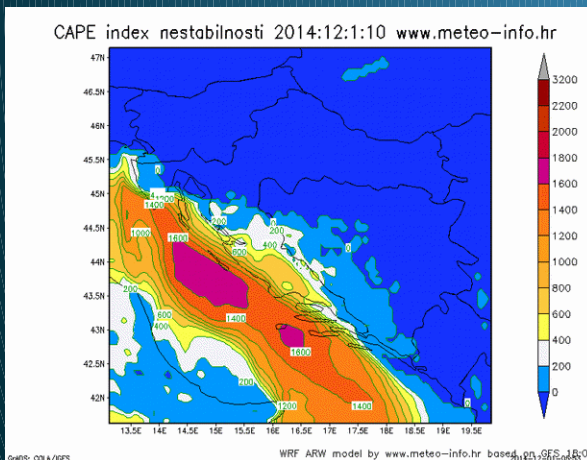 CAPE index nestabilnosti 2014:12:1:10 www.meteo-info.hr
47N
46.5N
46N
45.5N
45N
44.5N
44N
43.5N
43N
42.5N
42N
13.5E 14E 14.5E 15E 15.5E 16E 16.5E 17E 17.5E 18E 18.5E 19E 19.5E
3200
2200
2000
1800
1600
1400
1200
1000
800
600
400
200
0
0
1400
200
0
200
1000
1600
600
400
0
200
600
400
1400
1600
200
1200
1400
0
WRF ARW model by www.meteo-info.hr based on GFS
GrADS: COLA/IGES